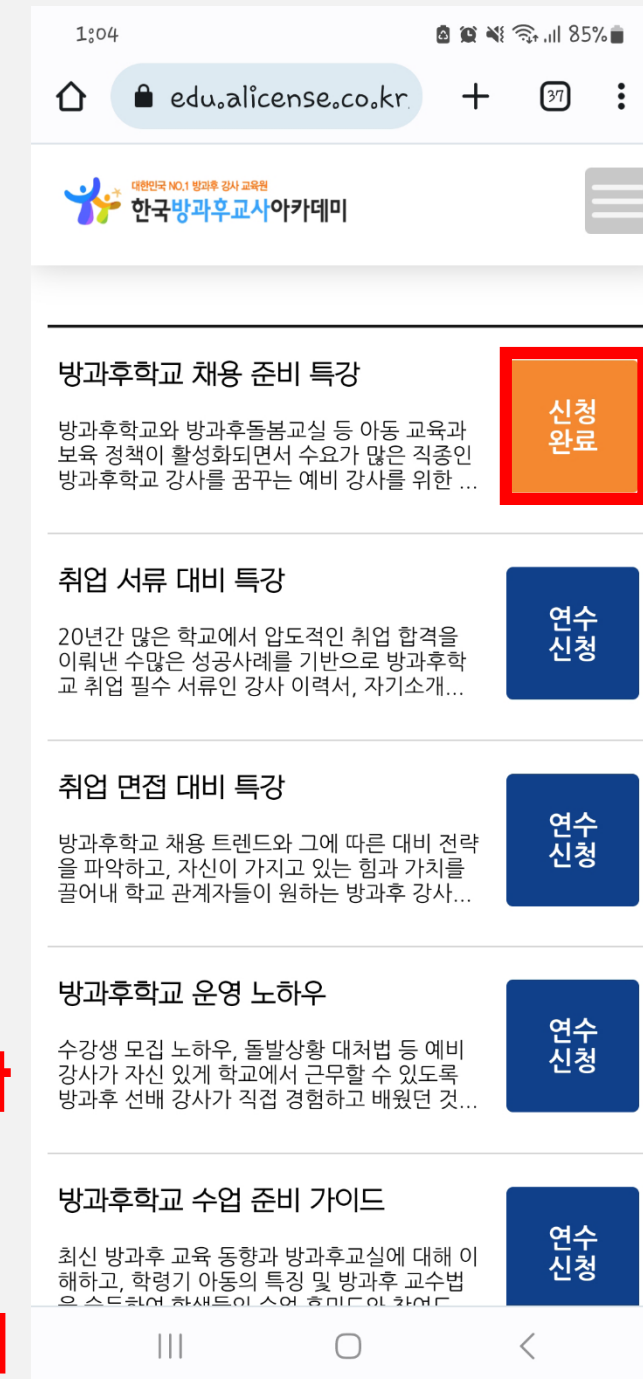 1:04
85%
edu.alicense.co.kr
37
대한민국 NO.1 방과후 강사 교육원
한국방과후교사아카데미
방과후학교 채용 준비 특강
방과후학교와 방과후돌봄교실 등 아동 교육과
보육 정책이 활성화되면서 수요가 많은 직종인
방과후학교 강사를 꿈꾸는 예비 강사를 위한 ...
신청
완료
취업 서류 대비 특강
20년간 많은 학교에서 압도적인 취업 합격을
이뤄낸 수많은 성공사례를 기반으로 방과후학
교 취업 필수 서류인 강사 이력서, 자기소개...
연수
신청
취업 면접 대비 특강
방과후학교 채용 트렌드와 그에 따른 대비 전략
을 파악하고, 자신이 가지고 있는 힘과 가치를
끌어내 학교 관계자들이 원하는 방과후 강사...
연수
신청
방과후학교 운영 노하우
수강생 모집 노하우, 돌발상황 대처법 등 예비
강사가 자신 있게 학교에서 근무할 수 있도록
방과후 선배 강사가 직접 경험하고 배웠던 것...
연수
신청
방과후학교 수업 준비 가이드
최신 방과후 교육 동향과 방과후교실에 대해 이
해하고, 학령기 아동의 특징 및 방과후 교수법
연수
신청